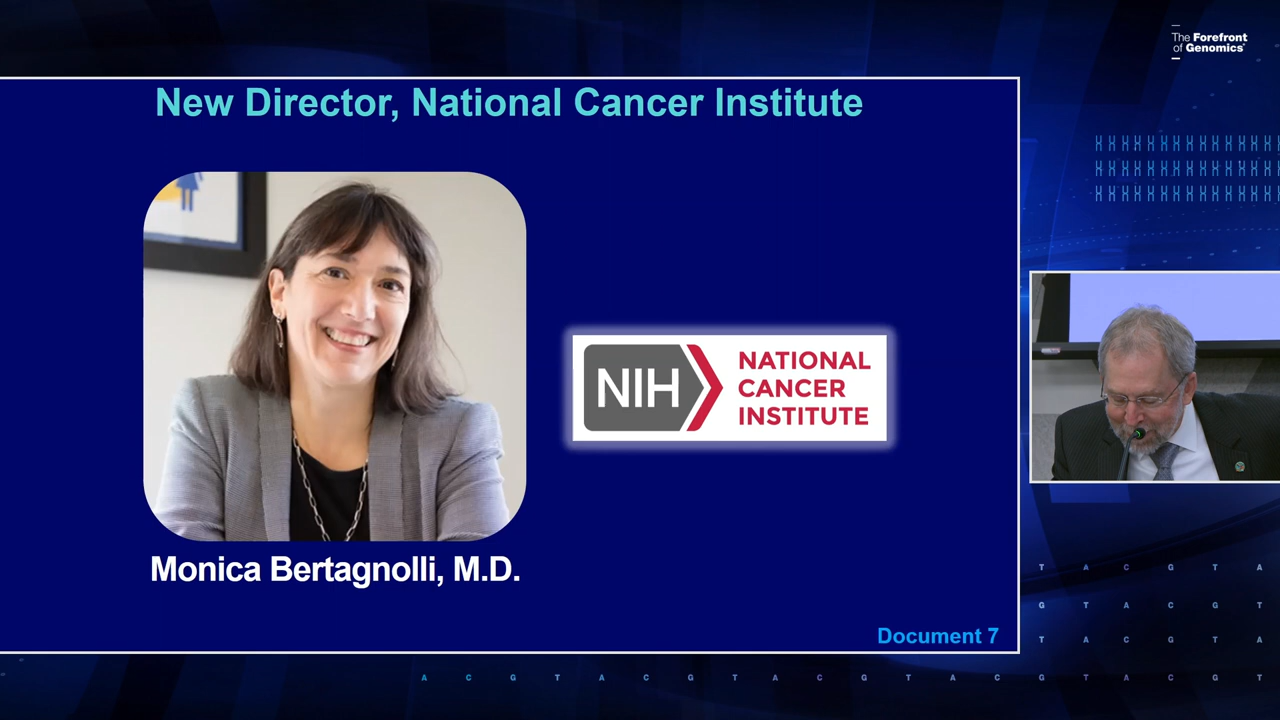 The Forefront
of Genomics®
New Director, National Cancer Institute
NIH
NATIONAL
CANCER
INSTITUTE
Monica Bertagnolli, M.D.
Document 7
T A C G T A
G T A C G T
T A C G T A
A C G T A C G T A C G T A C G T A C G T